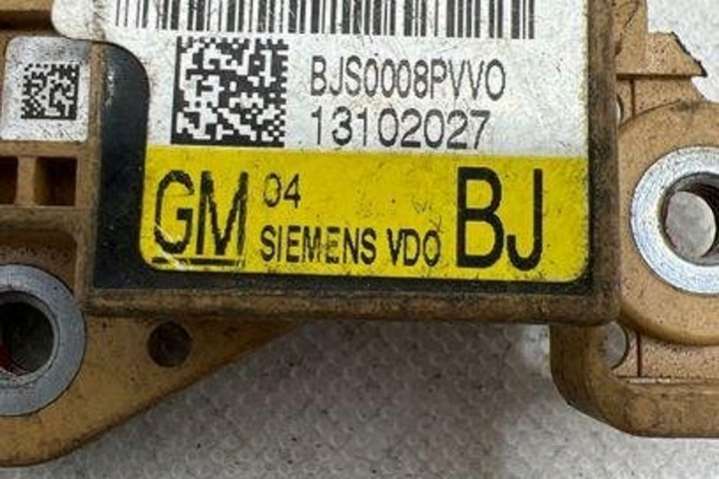 BJS0008PVVO
13102027
GM 04 BJ
SIEMENS VDO